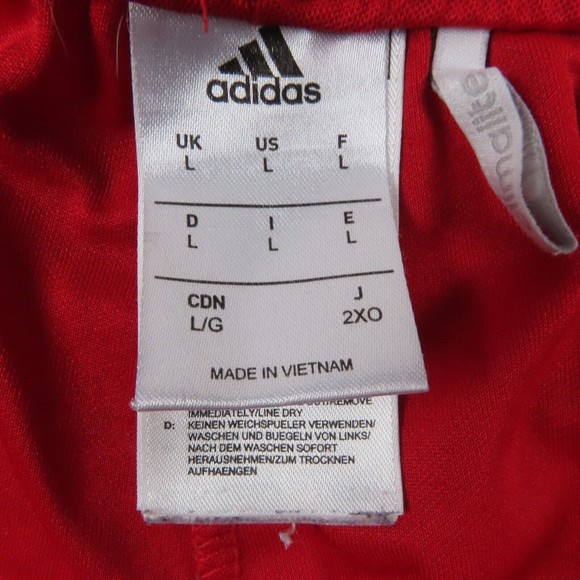 adidas
UK US F
L L L
D I E
L L L
CDN J
L/G 2XO
MADE IN VIETNAM
IMMEDIATELY/LINE DRY
D: KEINEN WEICHSPUELER VERWENDEN/
WASCHEN UND BUEGELN VON LINKS/
NACH DEM WASCHEN SOFORT
HERAUSNEHMEN/ZUM TROCKNEN
AUFHAENGEN